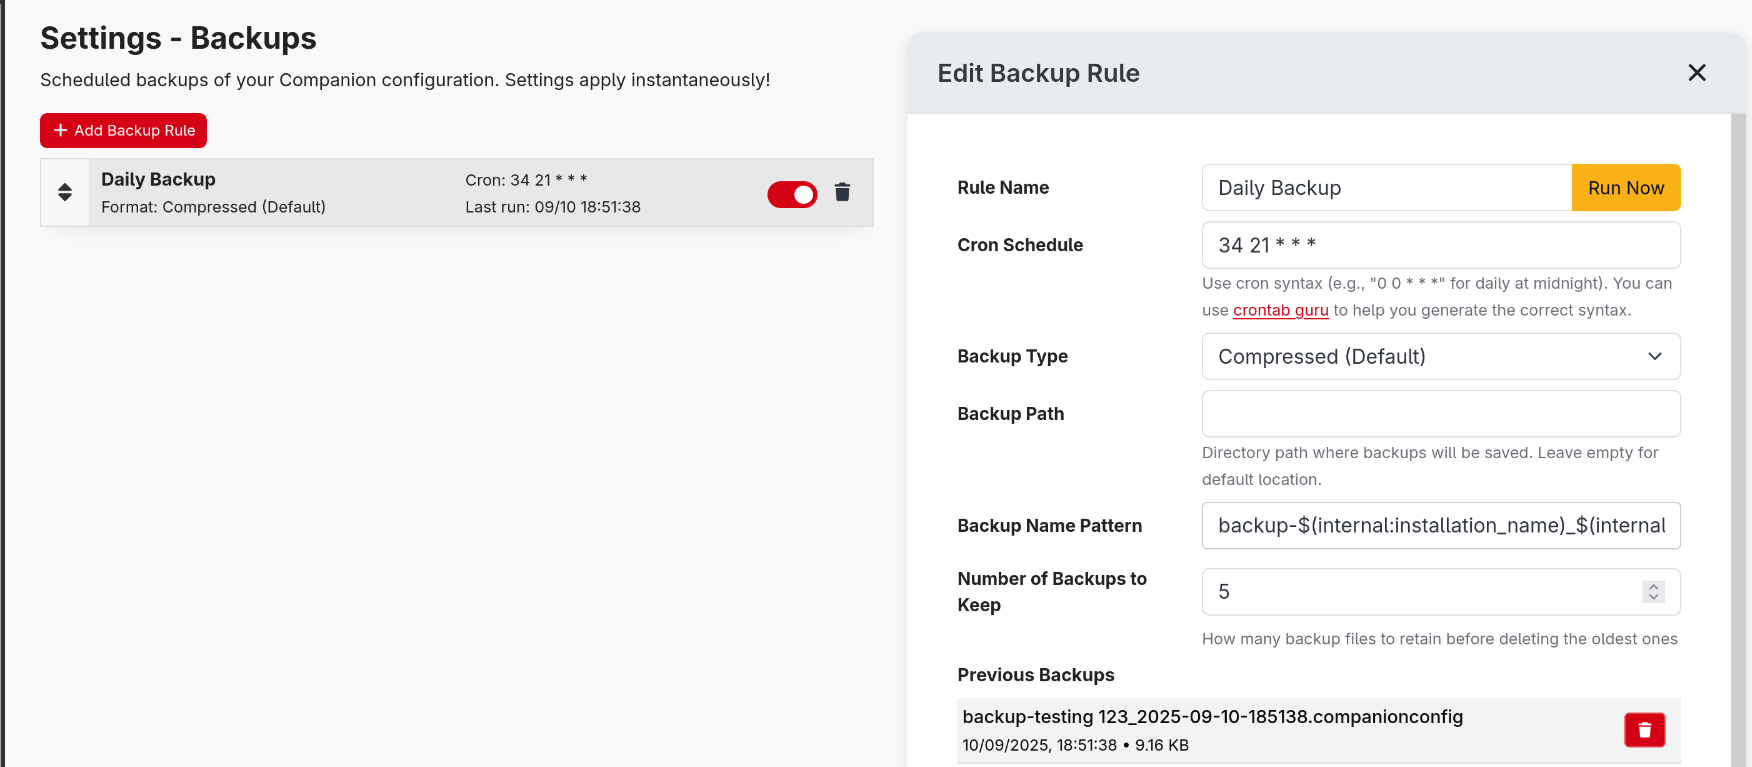 Settings - Backups
Scheduled backups of your Companion configuration. Settings apply instantaneously!
Add Backup Rule
Daily Backup
Format: Compressed (Default)
Cron: 34 21 * * *
Last run: 09/10 18:51:38
Edit Backup Rule
Rule Name
Daily Backup
Run Now
Cron Schedule
34 21 * * *
Use cron syntax (e.g., "0 0 * * *" for daily at midnight). You can
use crontab guru to help you generate the correct syntax.
Backup Type
Compressed (Default)
Backup Path
Directory path where backups will be saved. Leave empty for
default location.
Backup Name Pattern
backup-$(internal:installation_name)_$(internal
Number of Backups to
Keep
5
How many backup files to retain before deleting the oldest ones
Previous Backups
backup-testing 123_2025-09-10-185138.companionconfig
10/09/2025, 18:51:38 • 9.16 KB